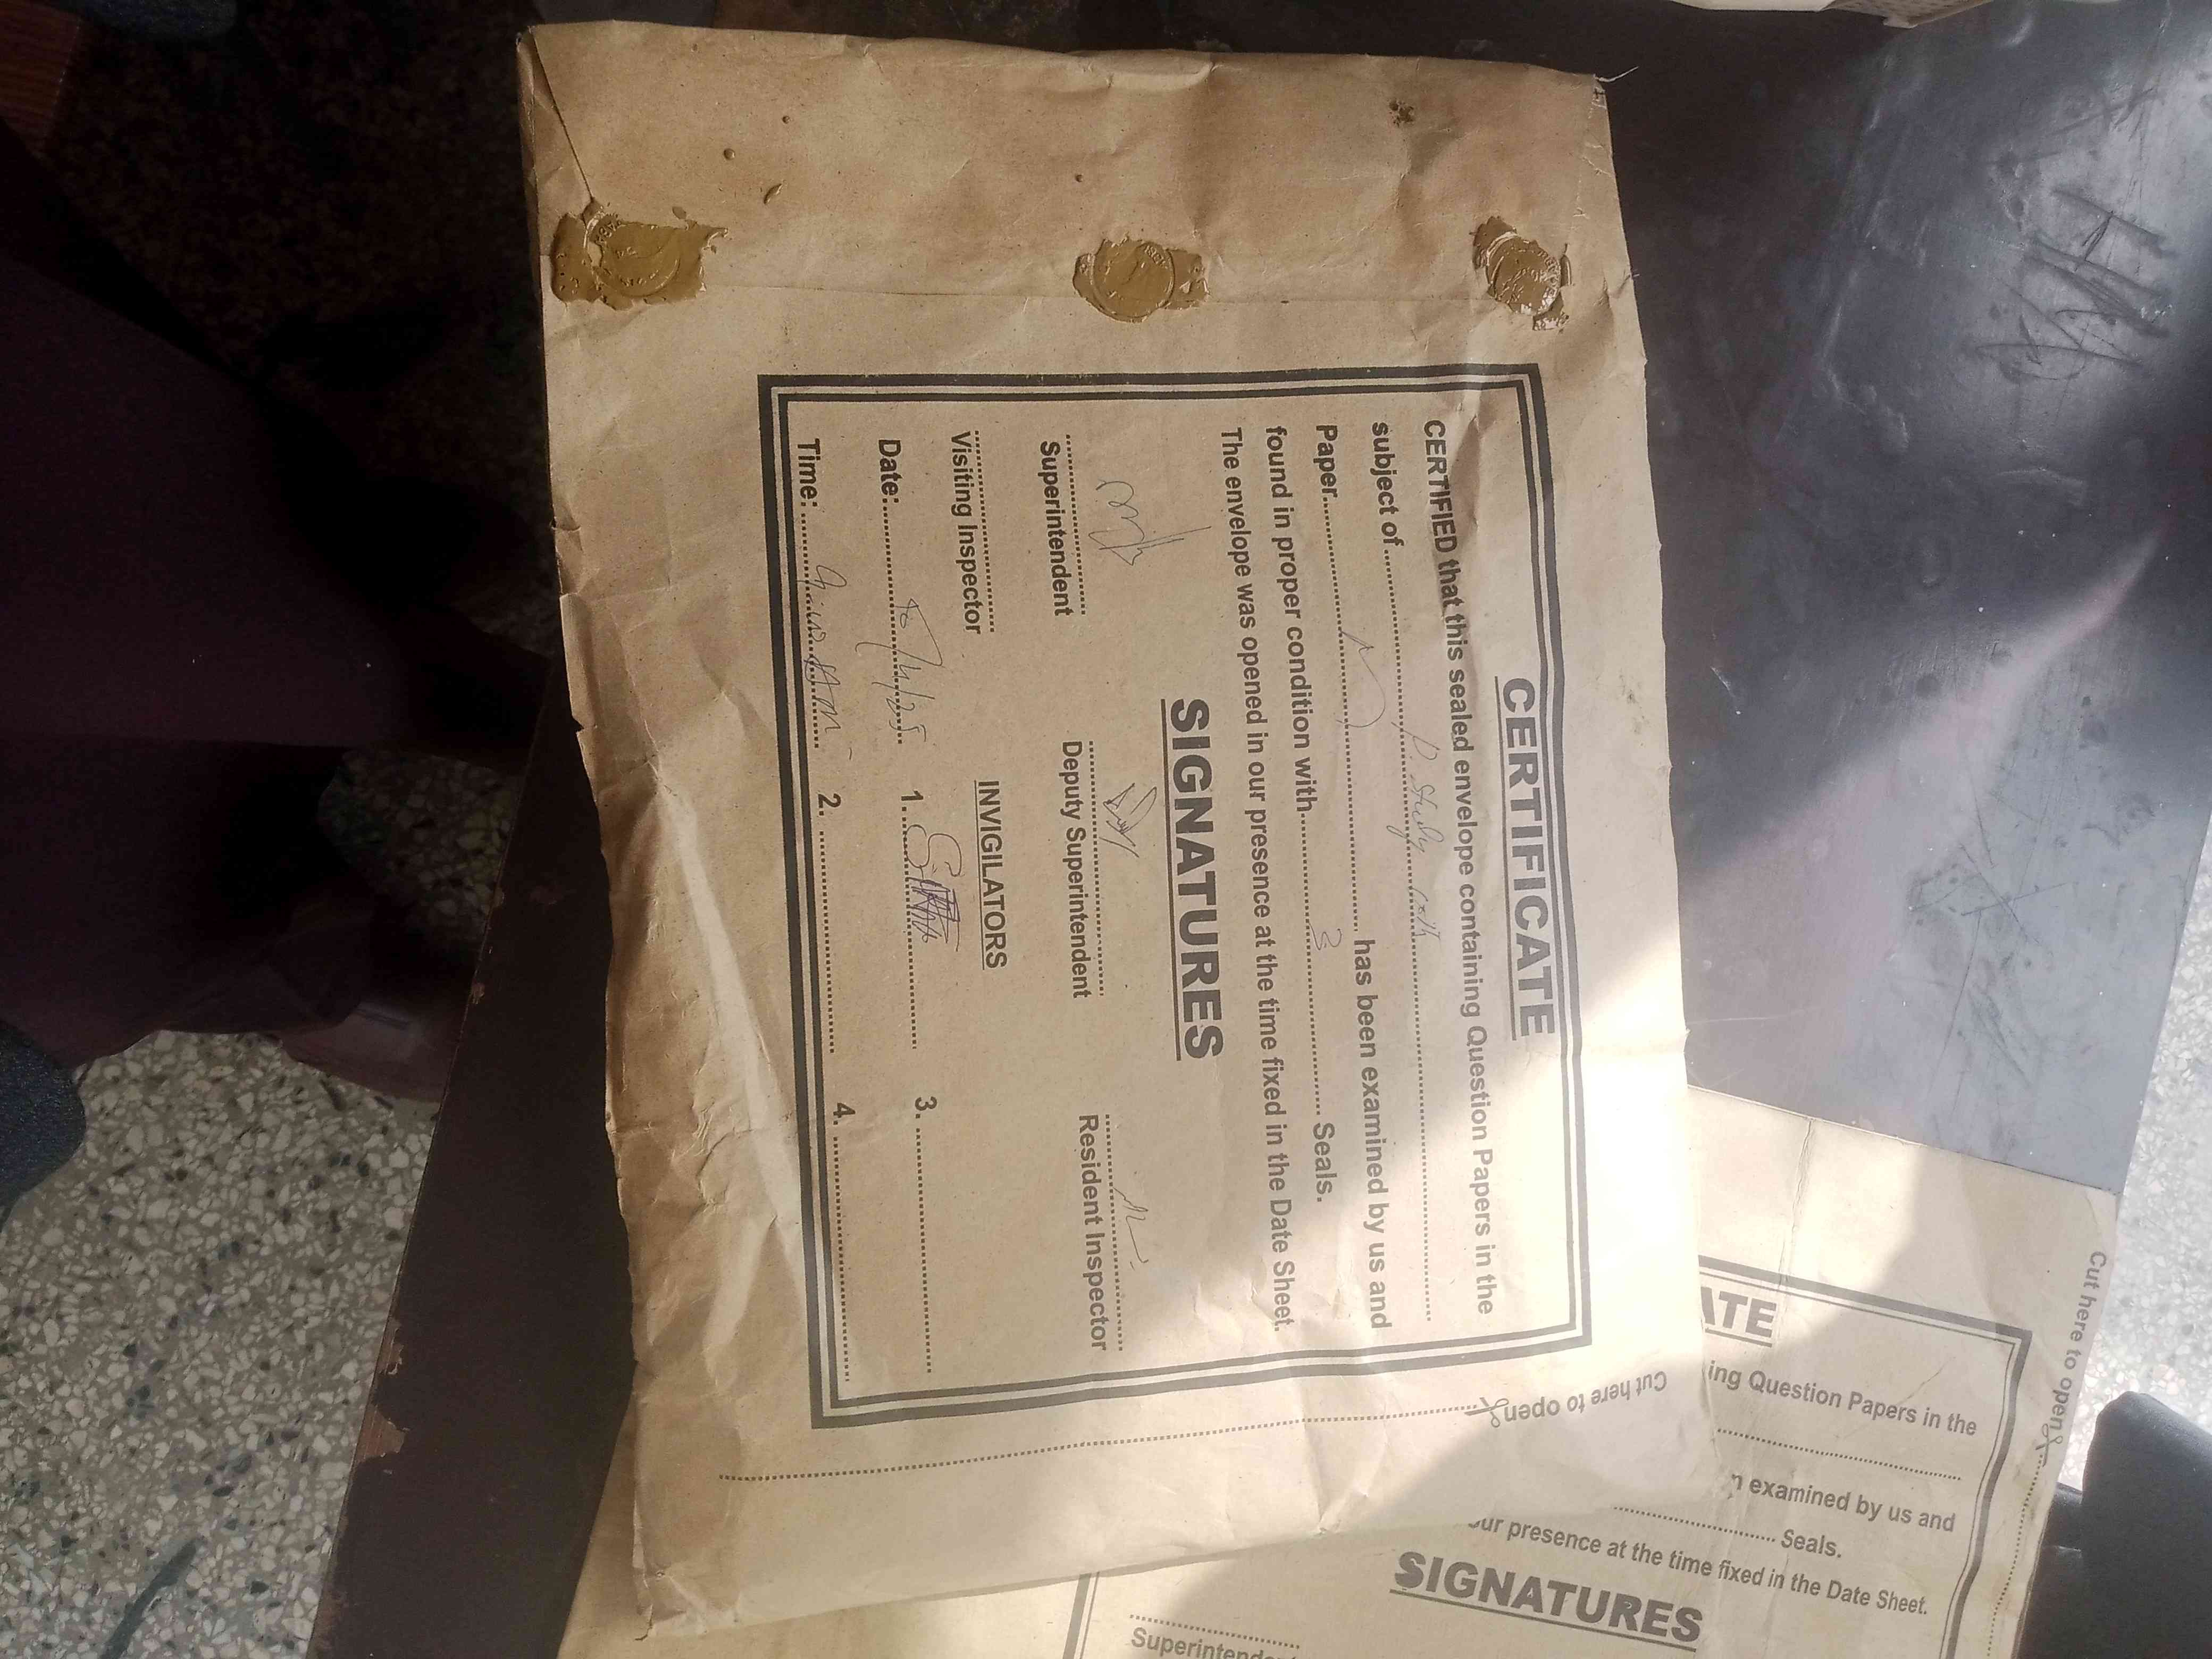 CERTIFICATE
CERTIFIED that this sealed envelope containing Question Papers in the
subject of .......... P. Study ..........
Paper.......... has been examined by us and
found in proper condition with.......... 3 .......... Seals.
The envelope was opened in our presence at the time fixed in the Date Sheet.
SIGNATURES
Superintendent Deputy Superintendent Resident Inspector
Visiting Inspector
INVIGILATORS
Date:.......... 1. .......... 3. ..........
Time: .......... 2. .......... 4. ..........
Cut here to open
Cut here to open
ATE
ing Question Papers in the
examined by us and
Seals.
our presence at the time fixed in the Date Sheet.
SIGNATURES